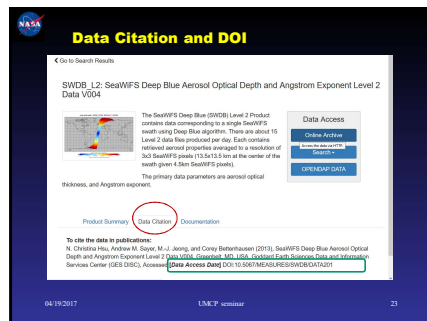 NASA
Data Citation and DOI
Go to Search Results
SWDB_L2: SeaWiFS Deep Blue Aerosol Optical Depth and Angstrom Exponent Level 2
Data V004
The SeaWiFS Deep Blue (SWDB) Level 2 Product
contains data corresponding to a single SeaWiFS
swath using Deep Blue algorithm. There are about 15
Level 2 data files produced per day. Each contains
retrieved aerosol properties averaged to a resolution of
3x3 SeaWiFS pixels (13.5x13.5 km at the center of the
swath given 4.5km SeaWiFS pixels).
The primary data parameters are aerosol optical
thickness, and Angstrom exponent.
Data Access
Online Archive
Access the data via HTTP
Search
OPENDAP DATA
Product Summary Data Citation Documentation
To cite the data in publications:
N. Christina Hsu, Andrew M. Sayer, M.-J. Jeong, and Corey Bettenhausen (2013), SeaWiFS Deep Blue Aerosol Optical
Depth and Angstrom Exponent Level 2 Data V004, Greenbelt, MD, USA, Goddard Earth Sciences Data and Information
Services Center (GES DISC), Accessed [Data Access Date] DOI:10.5067/MEASURES/SWDB/DATA201
04/19/2017 UMCP seminar 23